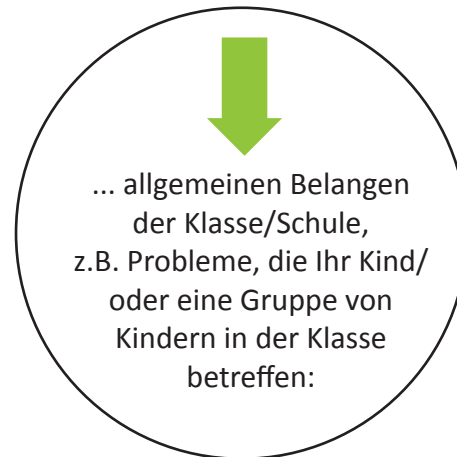 ... allgemeinen Belangen
der Klasse/Schule,
z.B. Probleme, die Ihr Kind/
oder eine Gruppe von
Kindern in der Klasse
betreffen: